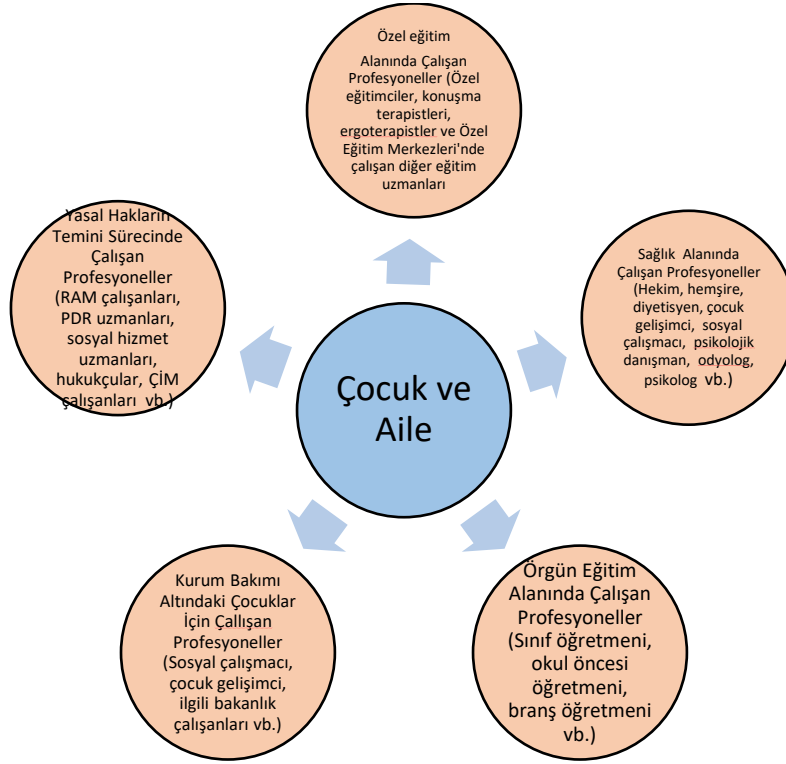 Özel eğitim
Alanında Çalışan
Profesyoneller (Özel
eğitimciler, konuşma
terapistleri,
ergoterapistler ve Özel
Eğitim Merkezleri'nde
çalışan diğer eğitim
uzmanları
Yasal Hakların
Temini Sürecinde
Çalışan
Profesyoneller
(RAM çalışanları,
PDR uzmanları,
sosyal hizmet
uzmanları,
hukukçular, ÇİM
çalışanları vb.)
Sağlık Alanında
Çalışan Profesyoneller
(Hekim, hemşire,
diyetisyen, çocuk
gelişimci, sosyal
çalışmacı, psikolojik
danışman, odyolog,
psikolog vb.)
Çocuk ve
Aile
Kurum Bakımı
Altındaki Çocuklar
İçin Çallışan
Profesyoneller
(Sosyal çalışmacı,
çocuk gelişimci,
ilgili bakanlık
çalışanları vb.)
Örgün Eğitim
Alanında Çalışan
Profesyoneller
(Sınıf öğretmeni,
okul öncesi
öğretmeni,
branş öğretmeni
vb.)